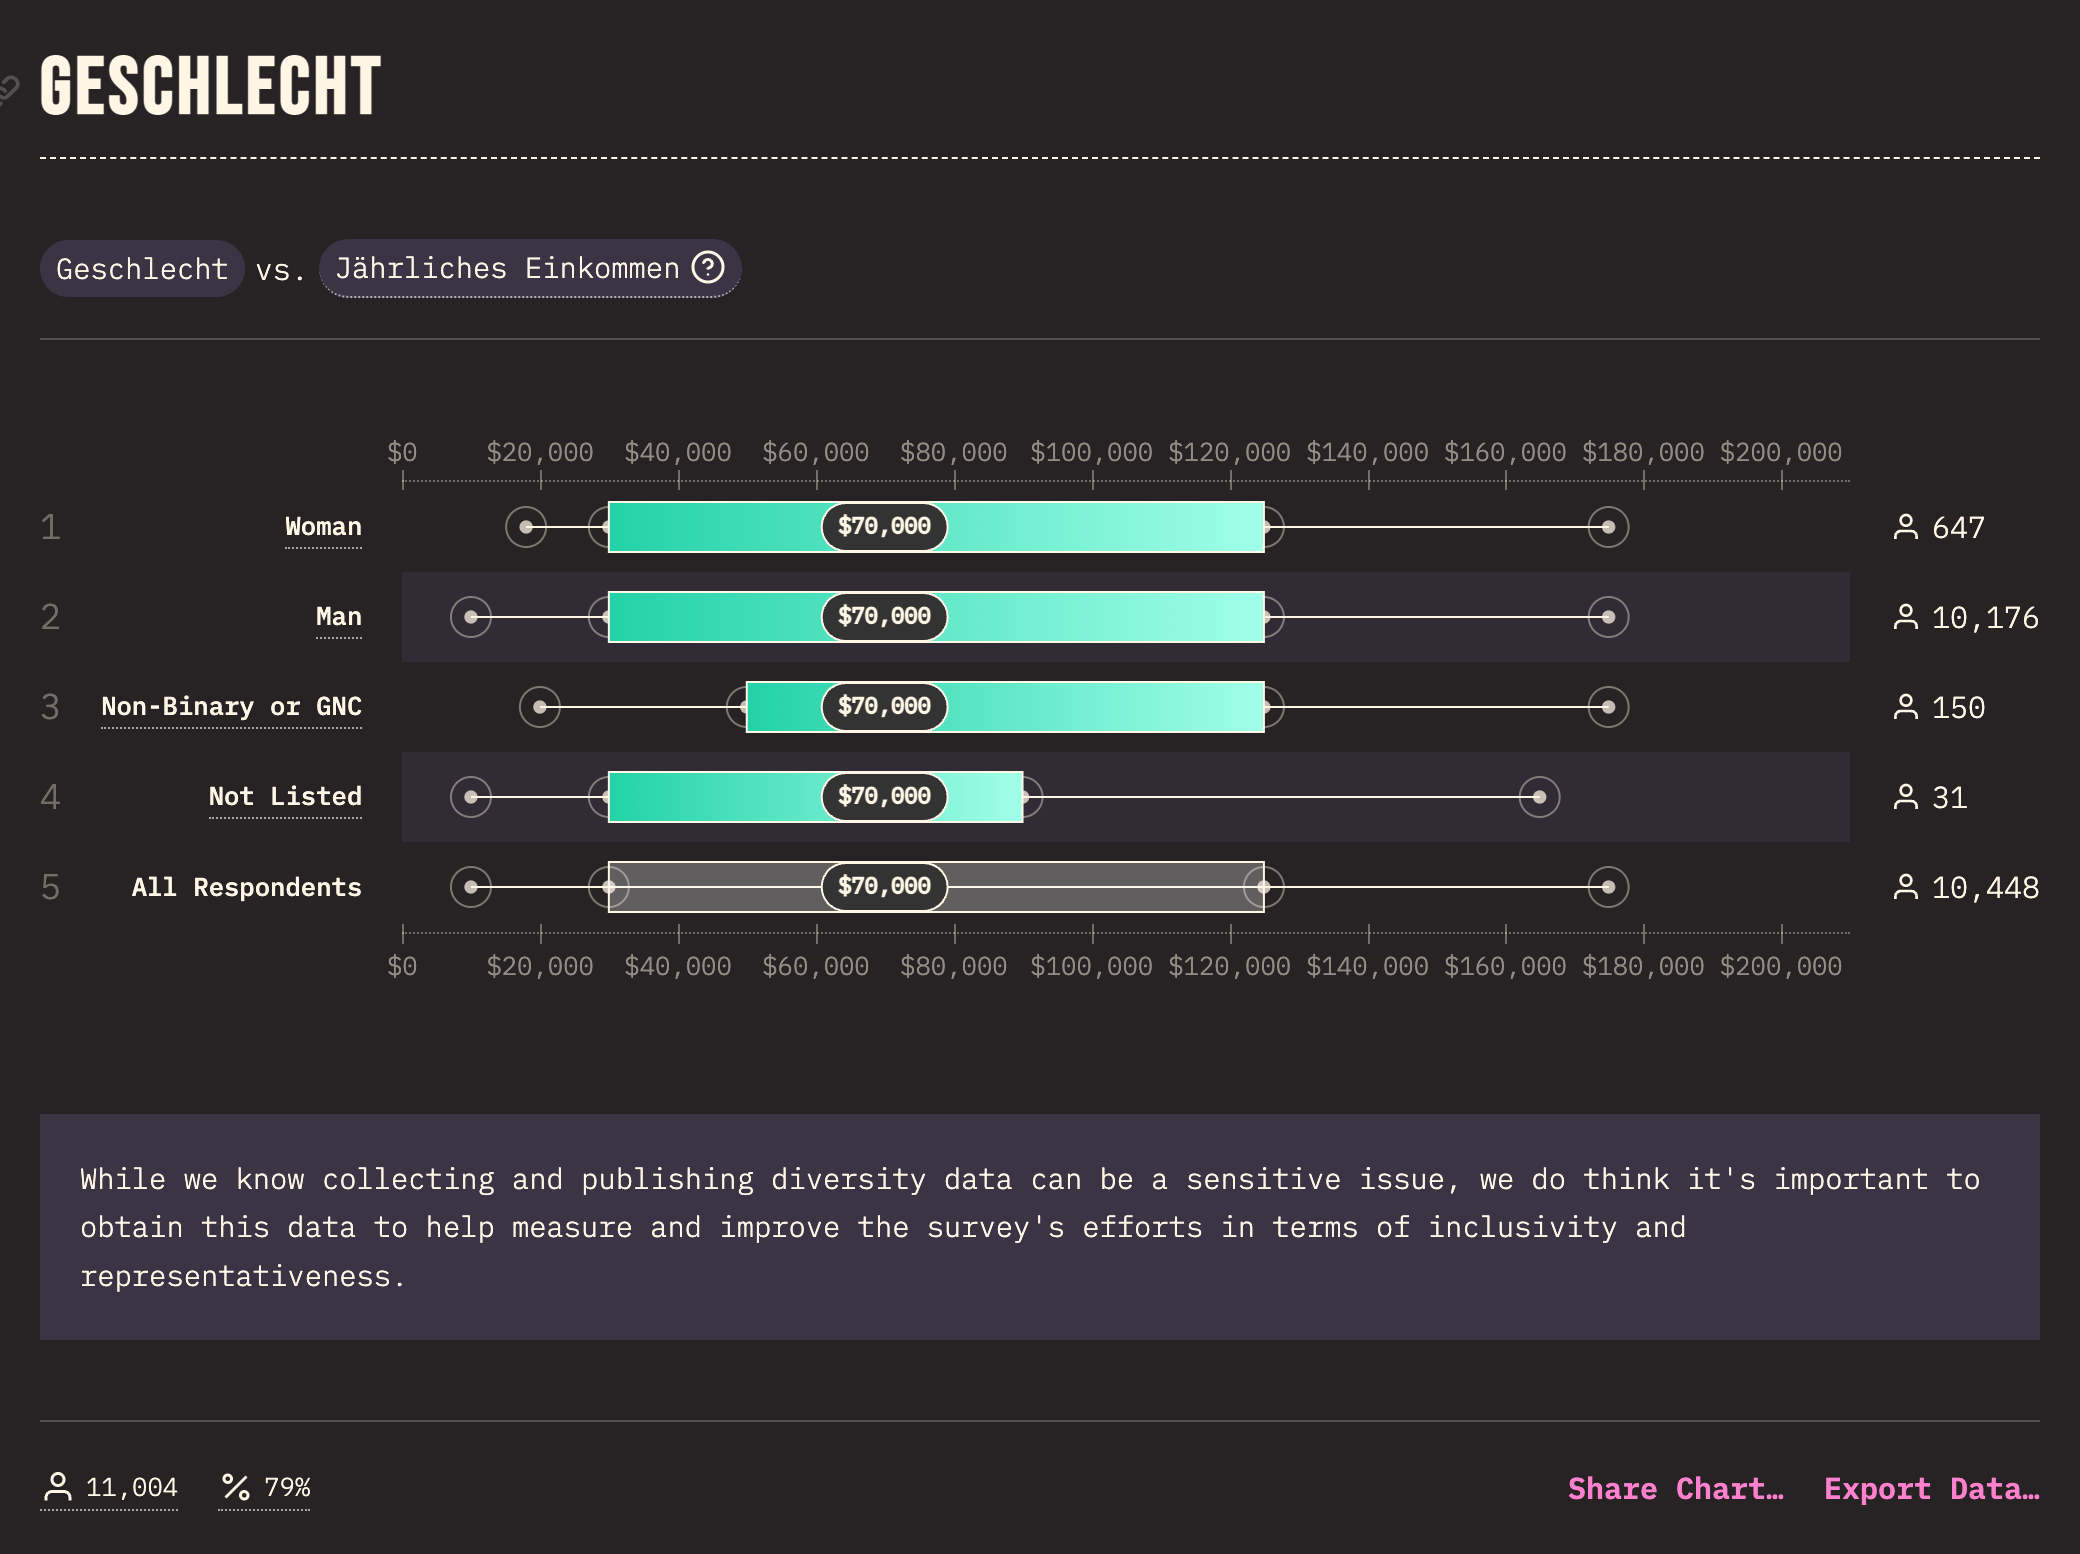 GESCHLECHT
Geschlecht vs. Jährliches Einkommen ?
$0 $20,000 $40,000 $60,000 $80,000 $100,000 $120,000 $140,000 $160,000 $180,000 $200,000
1 Woman $70,000 647
2 Man $70,000 10,176
3 Non-Binary or GNC $70,000 150
4 Not Listed $70,000 31
5 All Respondents $70,000 10,448
$0 $20,000 $40,000 $60,000 $80,000 $100,000 $120,000 $140,000 $160,000 $180,000 $200,000
While we know collecting and publishing diversity data can be a sensitive issue, we do think it's important to
obtain this data to help measure and improve the survey's efforts in terms of inclusivity and
representativeness.
11,004 % 79% Share Chart… Export Data…